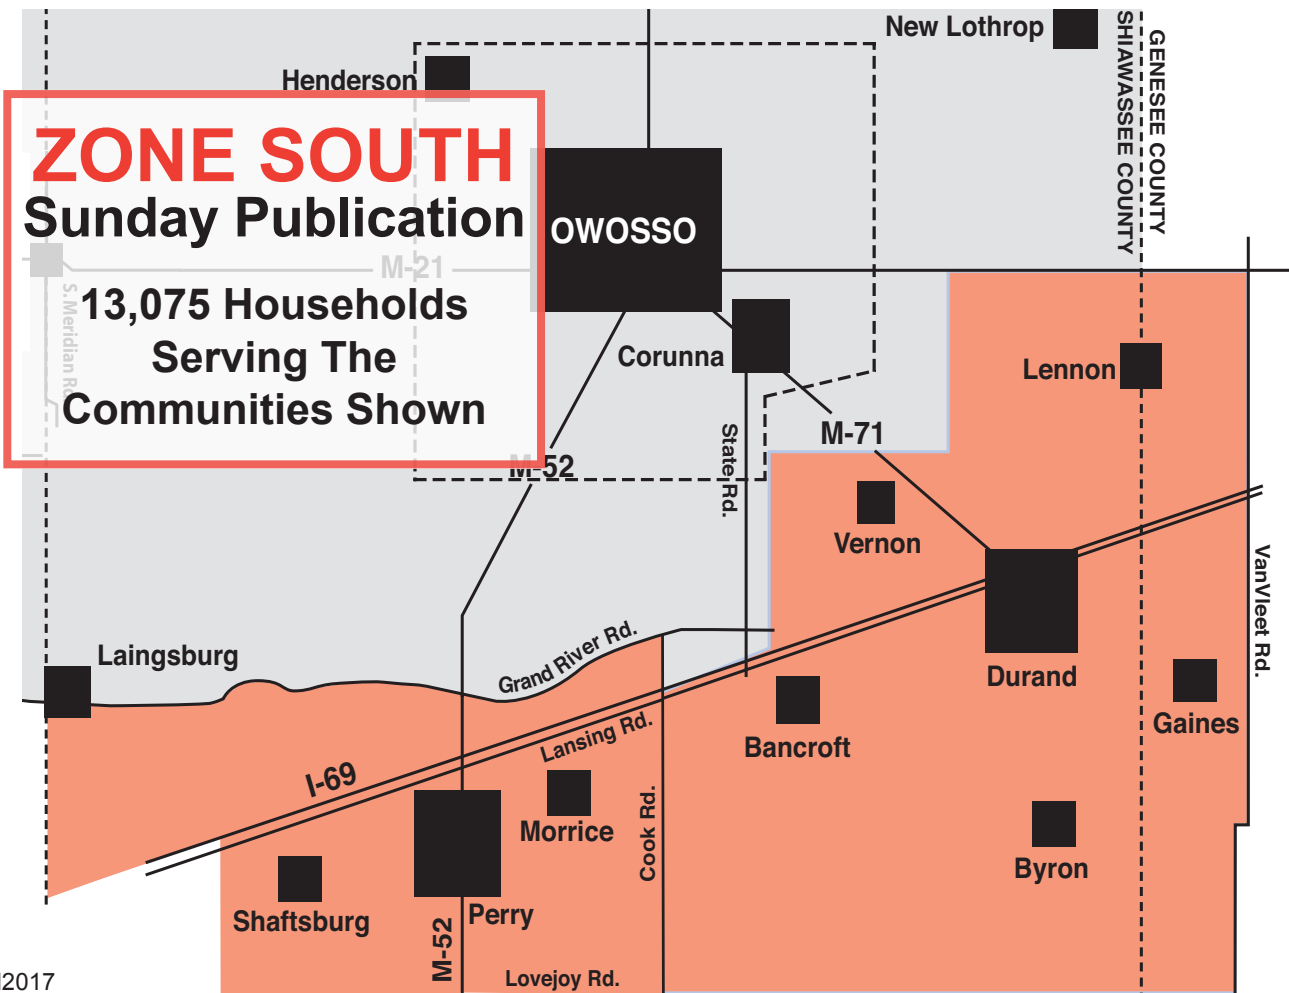 New Lothrop
SHIAWASSEE COUNTY
GENESEE COUNTY
Henderson
ZONE SOUTH
Sunday Publication
OWOSSO
M-21
S. Meridian Rd.
13,075 Households
Serving The
Communities Shown
Corunna
Lennon
M-71
M-52
State Rd.
Vernon
VanVleet Rd.
Grand River Rd.
Laingsburg
Durand
Gaines
Lansing Rd.
Bancroft
I-69
Morrice
Cook Rd.
Byron
Shaftsburg
Perry
M-52
Lovejoy Rd.
2017